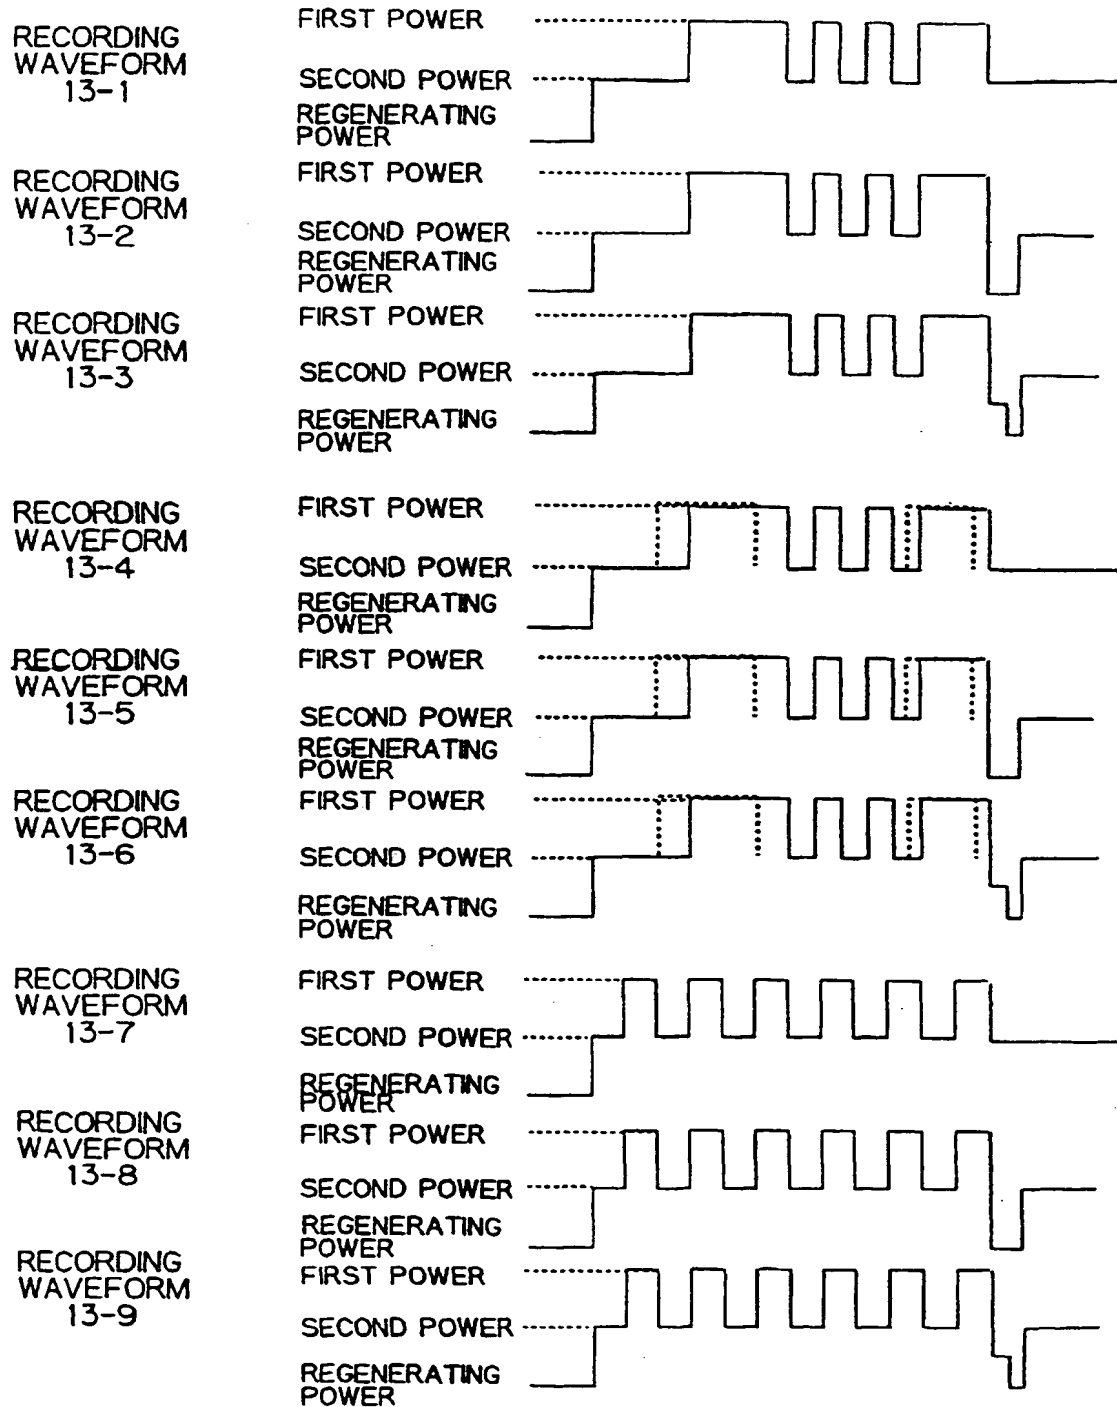 RECORDING
WAVEFORM
13-1
FIRST POWER
SECOND POWER
REGENERATING
POWER
RECORDING
WAVEFORM
13-2
FIRST POWER
SECOND POWER
REGENERATING
POWER
RECORDING
WAVEFORM
13-3
FIRST POWER
SECOND POWER
REGENERATING
POWER
RECORDING
WAVEFORM
13-4
FIRST POWER
SECOND POWER
REGENERATING
POWER
RECORDING
WAVEFORM
13-5
FIRST POWER
SECOND POWER
REGENERATING
POWER
RECORDING
WAVEFORM
13-6
FIRST POWER
SECOND POWER
REGENERATING
POWER
RECORDING
WAVEFORM
13-7
FIRST POWER
SECOND POWER
REGENERATING
POWER
RECORDING
WAVEFORM
13-8
FIRST POWER
SECOND POWER
REGENERATING
POWER
RECORDING
WAVEFORM
13-9
FIRST POWER
SECOND POWER
REGENERATING
POWER